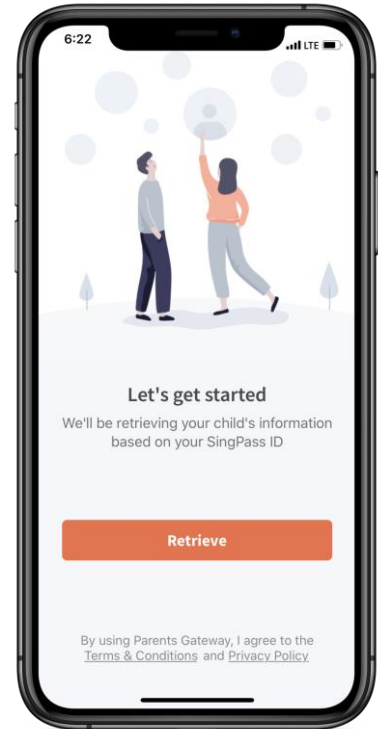 6:22
LTE
Let's get started
We'll be retrieving your child's information
based on your SingPass ID
Retrieve
By using Parents Gateway, I agree to the
Terms & Conditions and Privacy Policy